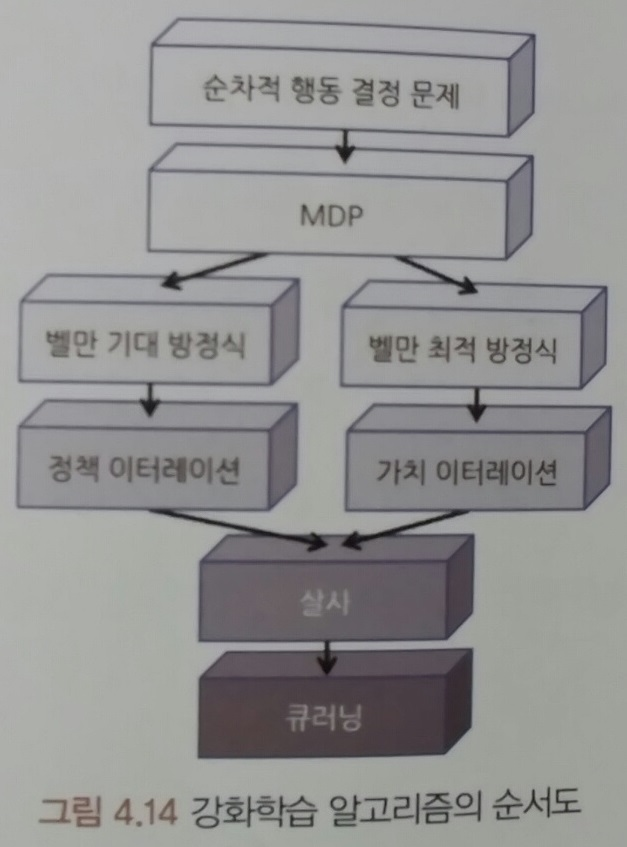 순차적 행동 결정 문제
MDP
벨만 기대 방정식
벨만 최적 방정식
정책 이터레이션
가치 이터레이션
살사
큐러닝
그림 4.14 강화학습 알고리즘의 순서도